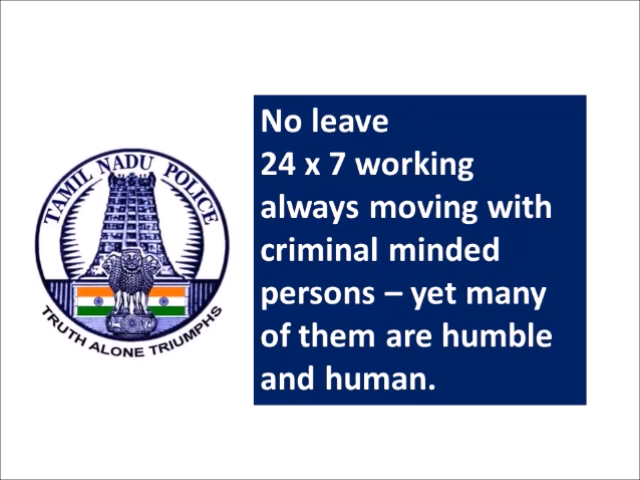 TAMIL NADU POLICE
TRUTH ALONE TRIUMPHS
No leave
24 x 7 working
always moving with
criminal minded
persons – yet many
of them are humble
and human.